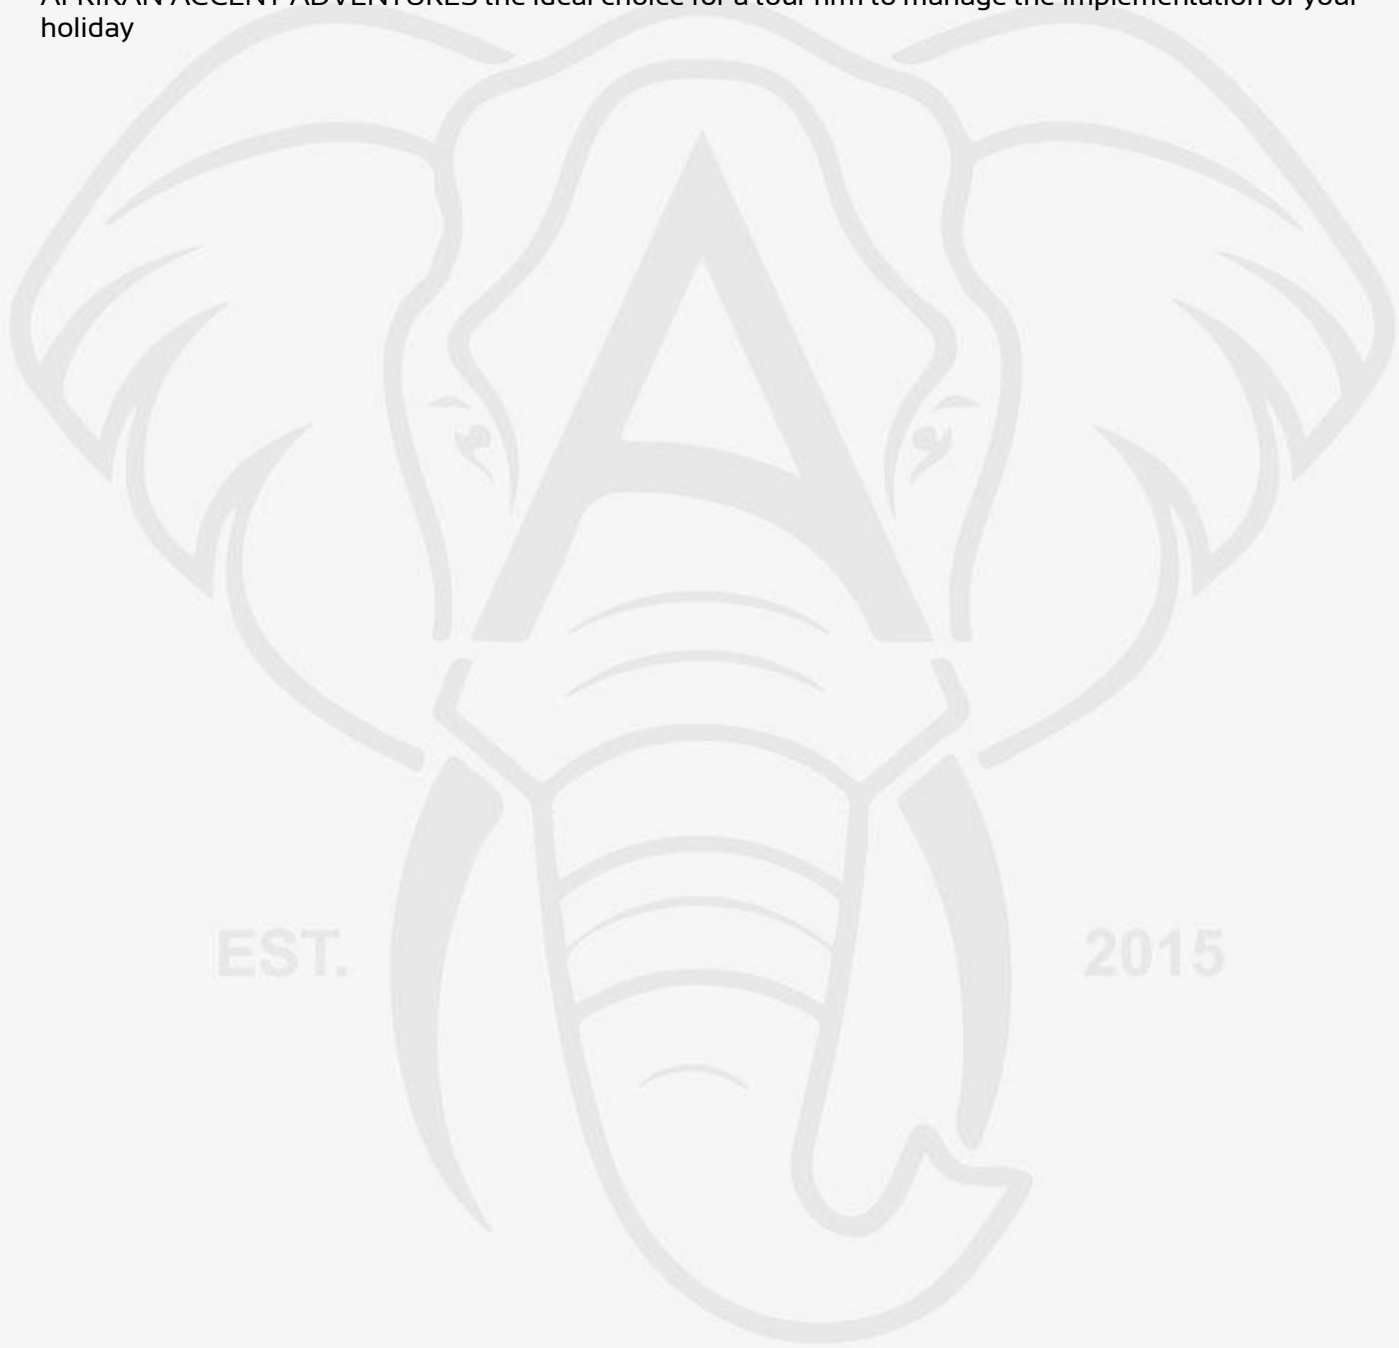 AFRIKAN ACCENT ADVENTURES the ideal choice for a tour firm to manage the implementation of your
holiday
A
EST.
2015